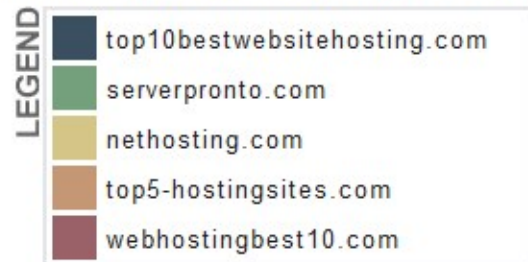 LEGEND
top10bestwebsitehosting.com
serverpronto.com
nethosting.com
top5-hostingsites.com
webhostingbest10.com